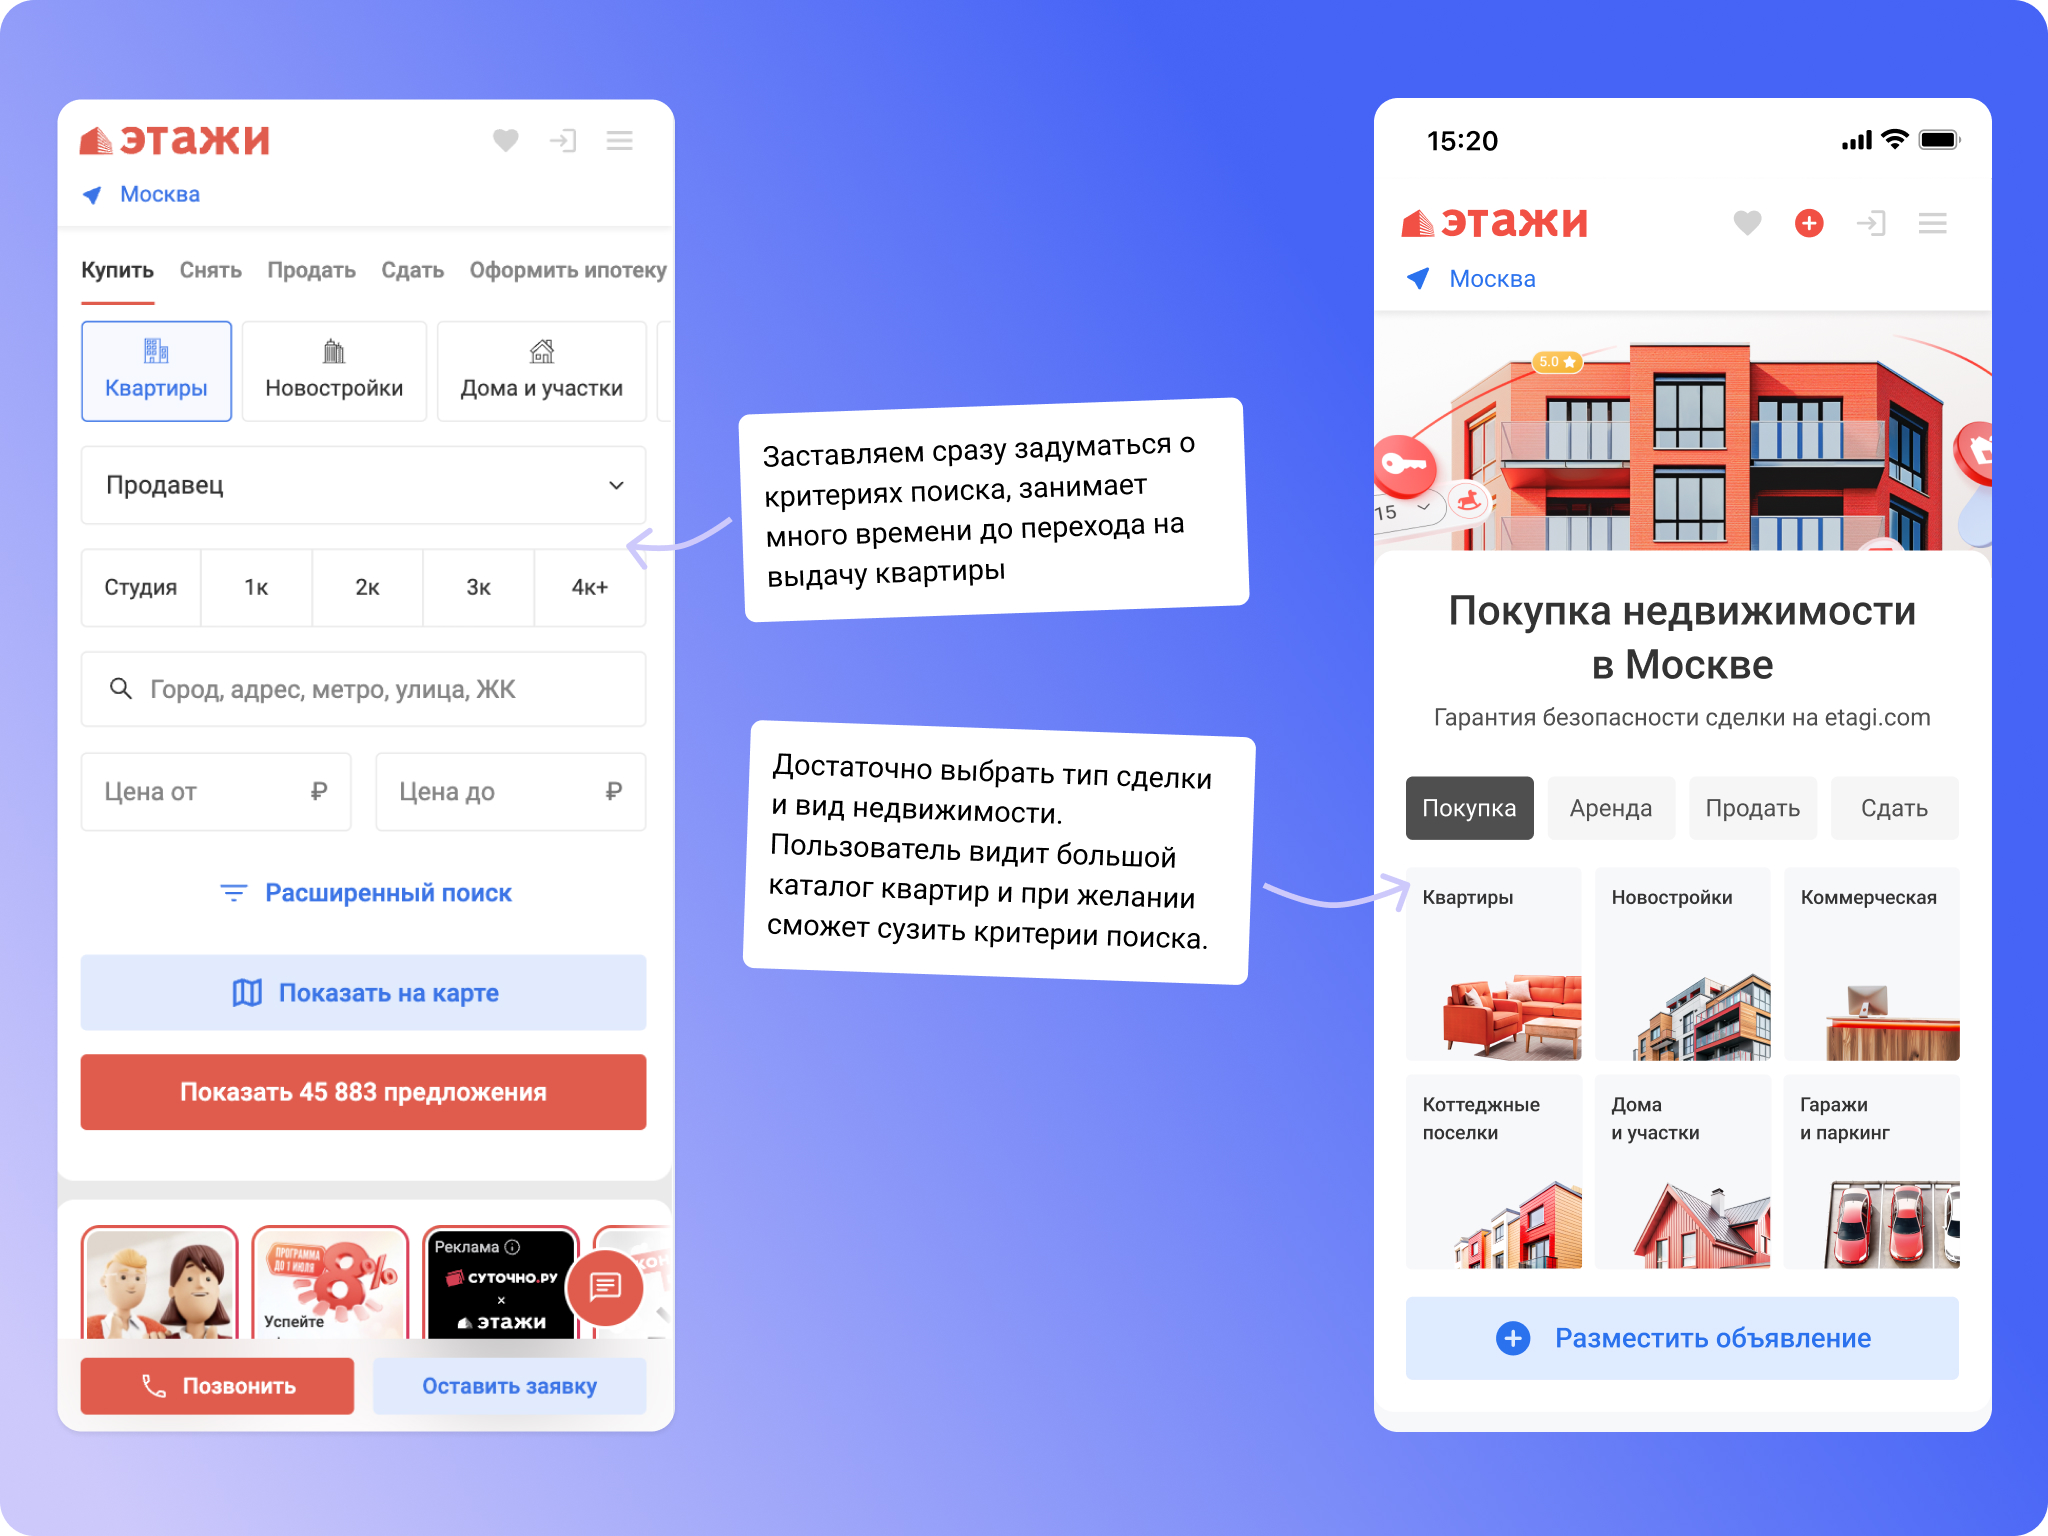 этажи
Москва
Купить Снять Продать Сдать Оформить ипотеку
Квартиры Новостройки Дома и участки
Продавец
Студия 1к 2к 3к 4к+
Город, адрес, метро, улица, ЖК
Цена от ₽ Цена до ₽
Расширенный поиск
Показать на карте
Показать 45 883 предложения
ПРОГРАММА
ДО 1 ИЮЛЯ
8%
Успейте
Реклама
СУТОЧНО.РУ
×
этажи
Позвонить Оставить заявку
Заставляем сразу задуматься о
критериях поиска, занимает
много времени до перехода на
выдачу квартиры
Достаточно выбрать тип сделки
и вид недвижимости.
Пользователь видит большой
каталог квартир и при желании
сможет сузить критерии поиска.
15:20
этажи
Москва
5.0
15
Покупка недвижимости
в Москве
Гарантия безопасности сделки на etagi.com
Покупка Аренда Продать Сдать
Квартиры Новостройки Коммерческая
Коттеджные
поселки
Дома
и участки
Гаражи
и паркинг
Разместить объявление